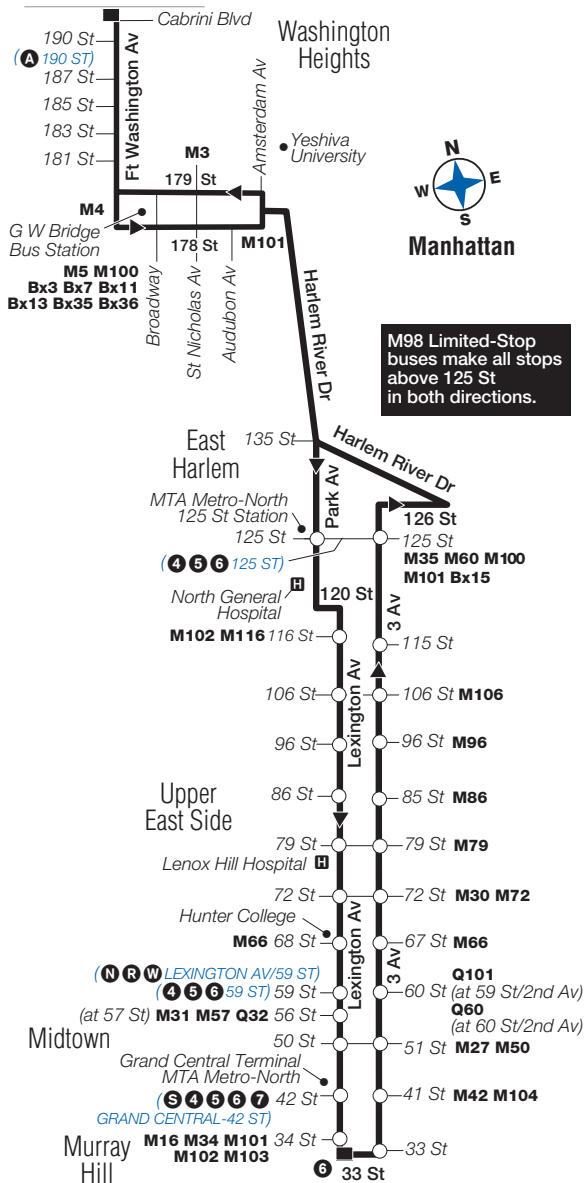 Cabrini Blvd
190 St
(A 190 ST)
187 St
185 St
183 St
181 St
Ft Washington Av
Washington
Heights
Amsterdam Av
Yeshiva
University
N
W E
S
Manhattan
M3
179 St
M4
G W Bridge
Bus Station
178 St
M101
M5 M100
Bx3 Bx7 Bx11
Bx13 Bx35 Bx36
Broadway
St Nicholas Av
Audubon Av
Harlem River Dr
M98 Limited-Stop
buses make all stops
above 125 St
in both directions.
East
Harlem
135 St
Harlem River Dr
Park Av
MTA Metro-North
125 St Station
126 St
125 St
125 St
(4 5 6 125 ST)
M35 M60 M100
M101 Bx15
H
North General
Hospital
120 St
3 Av
M102 M116 116 St
115 St
Lexington Av
106 St
106 St M106
96 St
96 St M96
86 St
85 St M86
Upper
East Side
79 St
79 St M79
Lenox Hill Hospital H
72 St
72 St M30 M72
Hunter College
M66 68 St
67 St M66
Lexington Av
3 Av
(N R W LEXINGTON AV/59 ST)
(4 5 6 59 ST) 59 St
Q101
60 St (at 59 St/2nd Av)
Q60
(at 60 St/2nd Av)
(at 57 St) M31 M57 Q32 56 St
Midtown
50 St
51 St M27 M50
Grand Central Terminal
MTA Metro-North
(S 4 5 6 7 42 St
GRAND CENTRAL-42 ST)
41 St M42 M104
Murray
Hill
M16 M34 M101 34 St
M102 M103
33 St
6 33 St